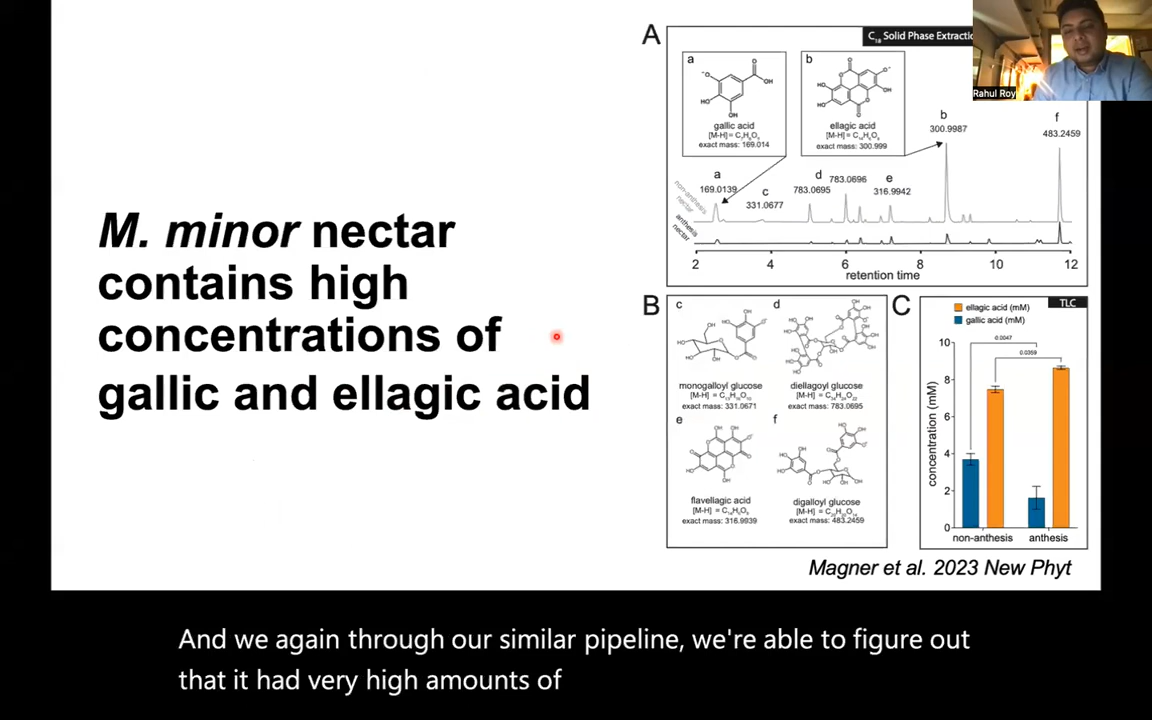 M. minor nectar
contains high
concentrations of
gallic and ellagic acid
A
C18 Solid Phase Extractio
Rahul Roy
a
gallic acid
[M-H] = C7H5O5
exact mass: 169.014
b
ellagic acid
exact mass: 300.999
b
300.9987
f
483.2459
a
169.0139
c
331.0677
d
783.0695
783.0696
e
316.9942
non-anthesis
nectar
anthesis
nectar
2 4 6 8 10 12
retention time
B
c
monogalloyl glucose
exact mass: 331.0671
d
diellagoyl glucose
exact mass: 783.0695
e
flavellagic acid
exact mass: 316.9939
f
digalloyl glucose
exact mass: 483.2459
C
TLC
ellagic acid (mM)
gallic acid (mM)
0.0047
0.0359
concentration (mM)
10
8
6
4
2
0
non-anthesis anthesis
Magner et al. 2023 New Phyt
And we again through our similar pipeline, we're able to figure out
that it had very high amounts of